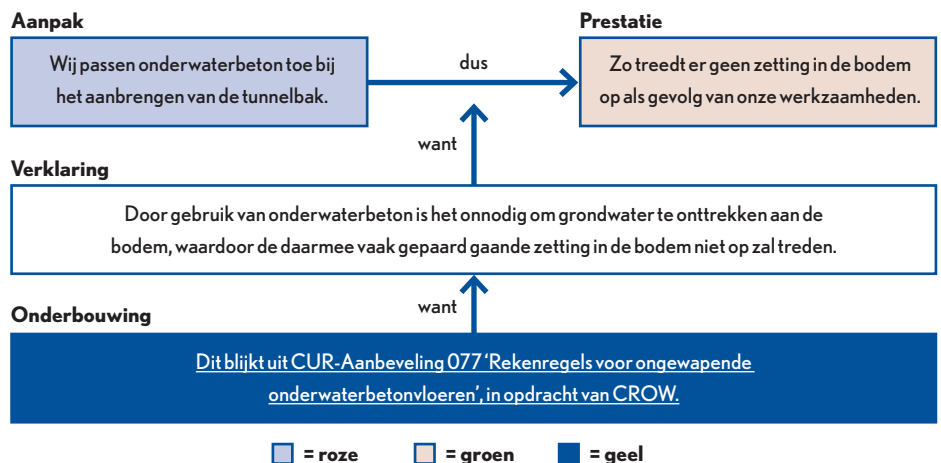 Aanpak
Prestatie
Wij passen onderwaterbeton toe bij
het aanbrengen van de tunnelbak.
dus
Zo treedt er geen zetting in de bodem
op als gevolg van onze werkzaamheden.
want
Verklaring
Door gebruik van onderwaterbeton is het onnodig om grondwater te onttrekken aan de
bodem, waardoor de daarmee vaak gepaard gaande zetting in de bodem niet op zal treden.
want
Onderbouwing
Dit blijkt uit CUR-Aanbeveling 077 ‘Rekenregels voor ongewapende
onderwaterbetonvloeren’, in opdracht van CROW.
= roze = groen = geel